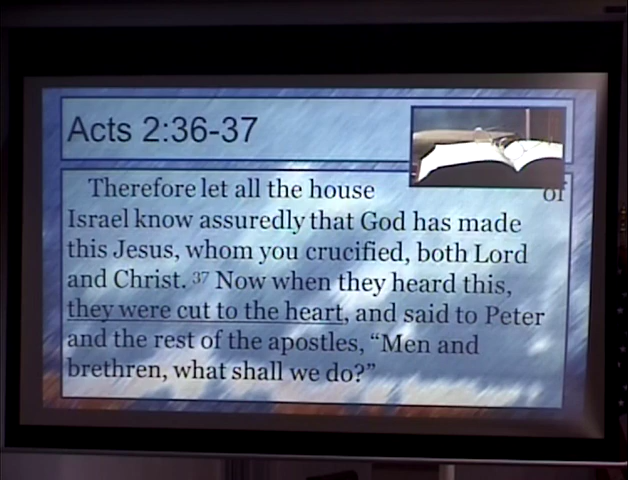 Acts 2:36-37
Therefore let all the house of
Israel know assuredly that God has made
this Jesus, whom you crucified, both Lord
and Christ. 37 Now when they heard this,
they were cut to the heart, and said to Peter
and the rest of the apostles, “Men and
brethren, what shall we do?”